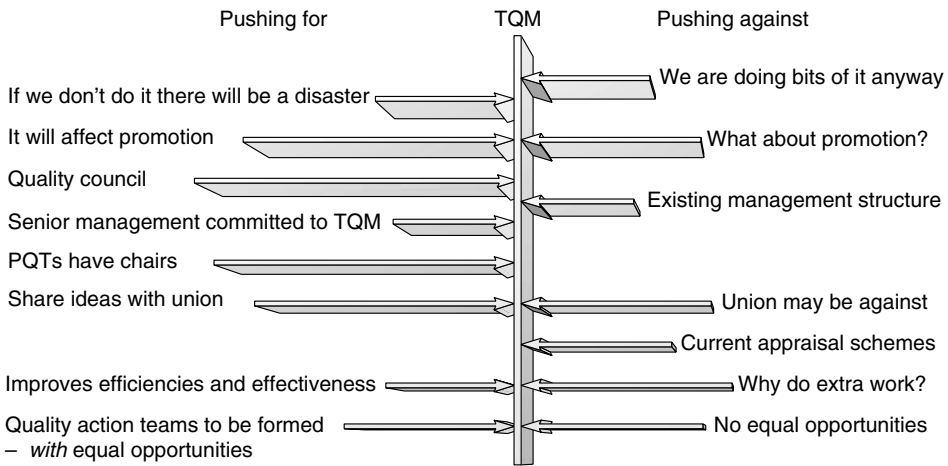 Pushing for
TQM
Pushing against
We are doing bits of it anyway
If we don't do it there will be a disaster
It will affect promotion
What about promotion?
Quality council
Existing management structure
Senior management committed to TQM
PQTs have chairs
Share ideas with union
Union may be against
Current appraisal schemes
Improves efficiencies and effectiveness
Why do extra work?
Quality action teams to be formed
– with equal opportunities
No equal opportunities